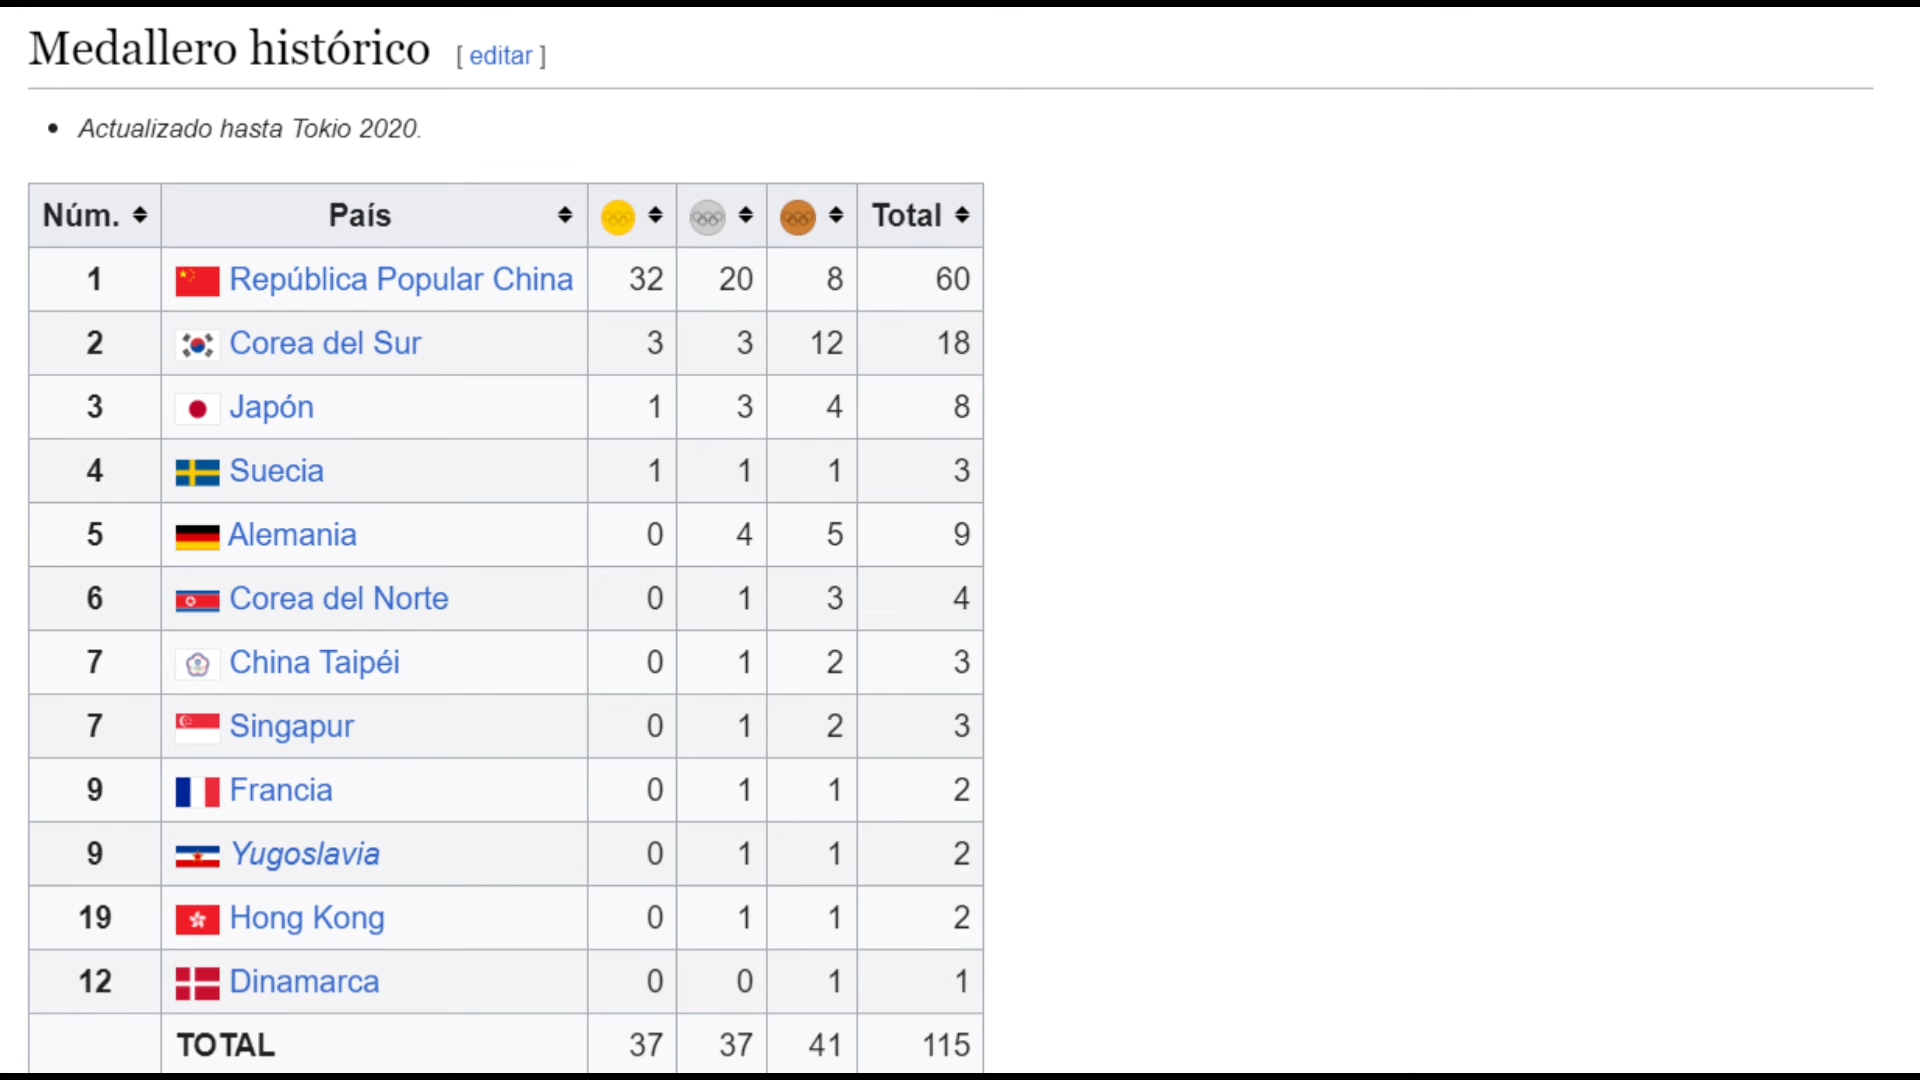 Medallero histórico [ editar ]
Actualizado hasta Tokio 2020.
Núm. País Total
1 República Popular China 32 20 8 60
2 Corea del Sur 3 3 12 18
3 Japón 1 3 4 8
4 Suecia 1 1 1 3
5 Alemania 0 4 5 9
6 Corea del Norte 0 1 3 4
7 China Taipéi 0 1 2 3
7 Singapur 0 1 2 3
9 Francia 0 1 1 2
9 Yugoslavia 0 1 1 2
19 Hong Kong 0 1 1 2
12 Dinamarca 0 0 1 1
TOTAL 37 37 41 115